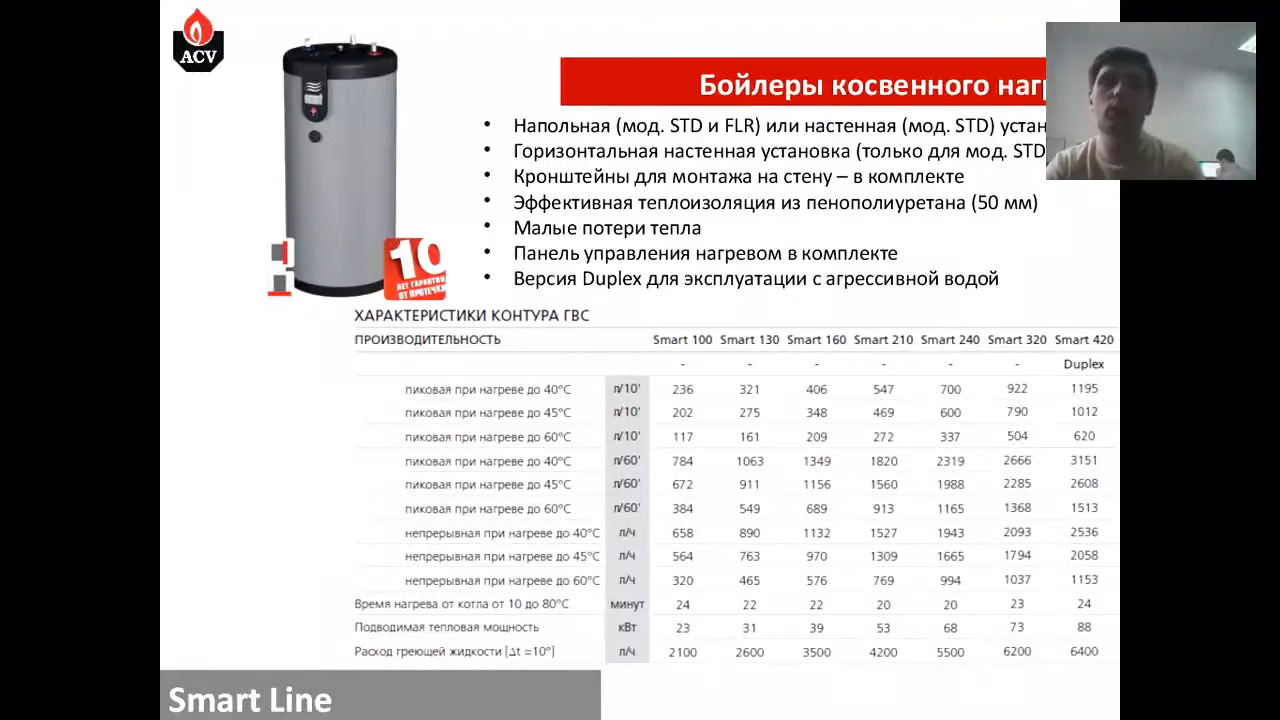 ACV
Бойлеры косвенного наг
• Напольная (мод. STD и FLR) или настенная (мод. STD) устан
• Горизонтальная настенная установка (только для мод. STD
• Кронштейны для монтажа на стену – в комплекте
• Эффективная теплоизоляция из пенополиуретана (50 мм)
• Малые потери тепла
• Панель управления нагревом в комплекте
• Версия Duplex для эксплуатации с агрессивной водой
10
ЛЕТ ГАРАНТИИ
ОТ ПРОТЕЧКИ
ХАРАКТЕРИСТИКИ КОНТУРА ГВС
ПРОИЗВОДИТЕЛЬНОСТЬ Smart 100 Smart 130 Smart 160 Smart 210 Smart 240 Smart 320 Smart 420
- - - - - - Duplex
пиковая при нагреве до 40°C л/10' 236 321 406 547 700 922 1195
пиковая при нагреве до 45°C л/10' 202 275 348 469 600 790 1012
пиковая при нагреве до 60°C л/10' 117 161 209 272 337 504 620
пиковая при нагреве до 40°C л/60' 784 1063 1349 1820 2319 2666 3151
пиковая при нагреве до 45°C л/60' 672 911 1156 1560 1988 2285 2608
пиковая при нагреве до 60°C л/60' 384 549 689 913 1165 1368 1513
непрерывная при нагреве до 40°C л/ч 658 890 1132 1527 1943 2093 2536
непрерывная при нагреве до 45°C л/ч 564 763 970 1309 1665 1794 2058
непрерывная при нагреве до 60°C л/ч 320 465 576 769 994 1037 1153
Время нагрева от котла от 10 до 80°C минут 24 22 22 20 20 23 24
Подводимая тепловая мощность кВт 23 31 39 53 68 73 88
Расход греющей жидкости [Δt =10°] л/ч 2100 2600 3500 4200 5500 6200 6400
Smart Line